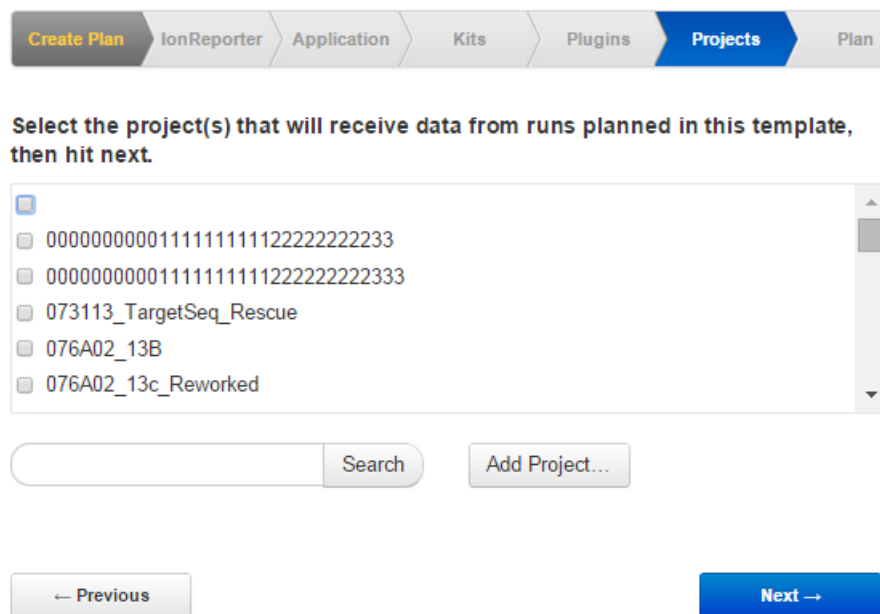 Create Plan IonReporter Application Kits Plugins Projects Plan
Select the project(s) that will receive data from runs planned in this template,
then hit next.
00000000001111111111222222222233
000000000011111111112222222222333
073113_TargetSeq_Rescue
076A02_13B
076A02_13c_Reworked
Search Add Project...
← Previous Next →